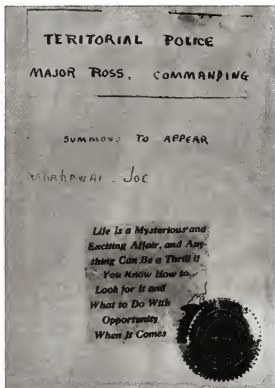 TERITORIAL POLICE
MAJOR ROSS, COMMANDING
SUMMONS TO APPEAR
KAHAHAWAI - JOE
Life Is a Mysterious and
Exciting Affair, and Any-
thing Can Be a Thrill if
You Know How to
Look for It and
What to Do With
Opportunity
When It Comes